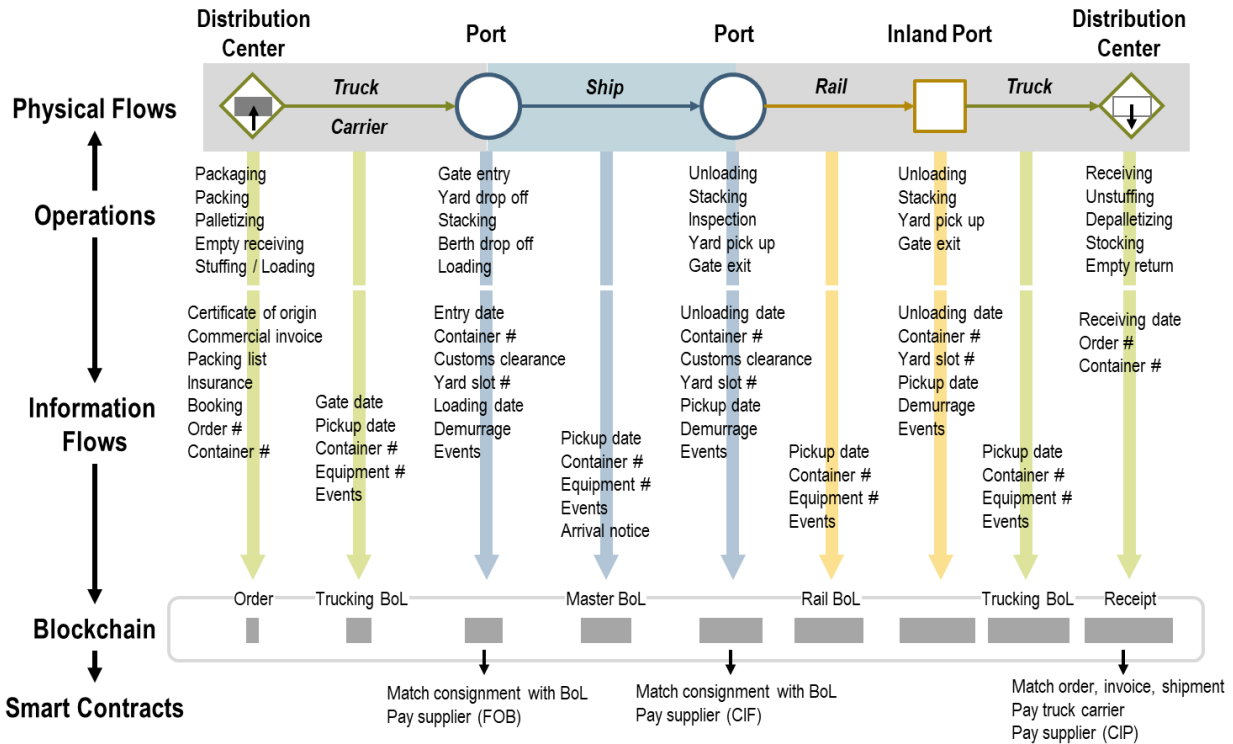 Distribution
Center
Port
Port
Inland Port
Distribution
Center
Physical Flows
Truck
Carrier
Ship
Rail
Truck
Operations
Packaging
Packing
Palletizing
Empty receiving
Stuffing / Loading
Gate entry
Yard drop off
Stacking
Berth drop off
Loading
Unloading
Stacking
Inspection
Yard pick up
Gate exit
Unloading
Stacking
Yard pick up
Gate exit
Receiving
Unstuffing
Depalletizing
Stocking
Empty return
Information
Flows
Certificate of origin
Commercial invoice
Packing list
Insurance
Booking
Order #
Container #
Gate date
Pickup date
Container #
Equipment #
Events
Entry date
Container #
Customs clearance
Yard slot #
Loading date
Demurrage
Events
Pickup date
Container #
Equipment #
Events
Arrival notice
Unloading date
Container #
Customs clearance
Yard slot #
Pickup date
Demurrage
Events
Pickup date
Container #
Equipment #
Events
Unloading date
Container #
Yard slot #
Pickup date
Demurrage
Events
Pickup date
Container #
Equipment #
Events
Receiving date
Order #
Container #
Blockchain
Order
Trucking BoL
Master BoL
Rail BoL
Trucking BoL
Receipt
Smart Contracts
Match consignment with BoL
Pay supplier (FOB)
Match consignment with BoL
Pay supplier (CIF)
Match order, invoice, shipment
Pay truck carrier
Pay supplier (CIP)